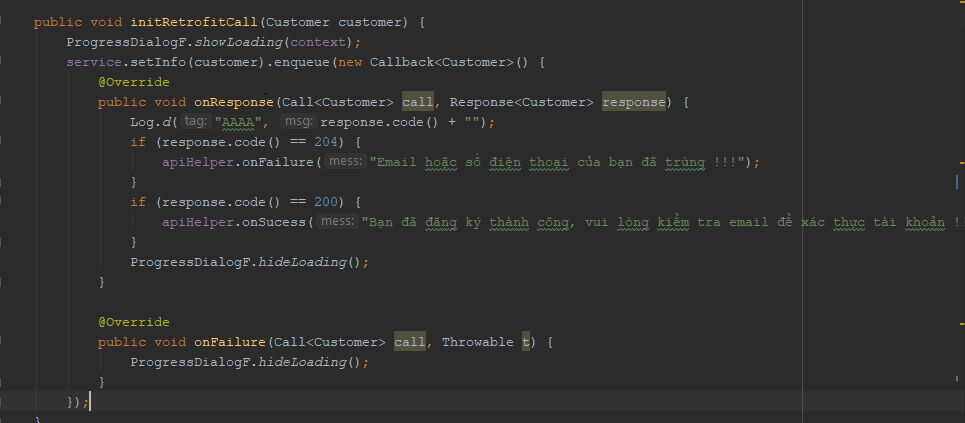 public void initRetrofitCall(Customer customer) {
ProgressDialogF.showLoading(context);
service.setInfo(customer).enqueue(new Callback<Customer>() {
@Override
public void onResponse(Call<Customer> call, Response<Customer> response) {
Log.d( tag: "AAAA", msg: response.code() + "");
if (response.code() == 204) {
apiHelper.onFailure( mess: "Email hoặc số điện thoại của bạn đã trùng !!!");
}
if (response.code() == 200) {
apiHelper.onSucess( mess: "Bạn đã đăng ký thành công, vui lòng kiểm tra email để xác thực tài khoản !
}
ProgressDialogF.hideLoading();
}
@Override
public void onFailure(Call<Customer> call, Throwable t) {
ProgressDialogF.hideLoading();
}
});
}